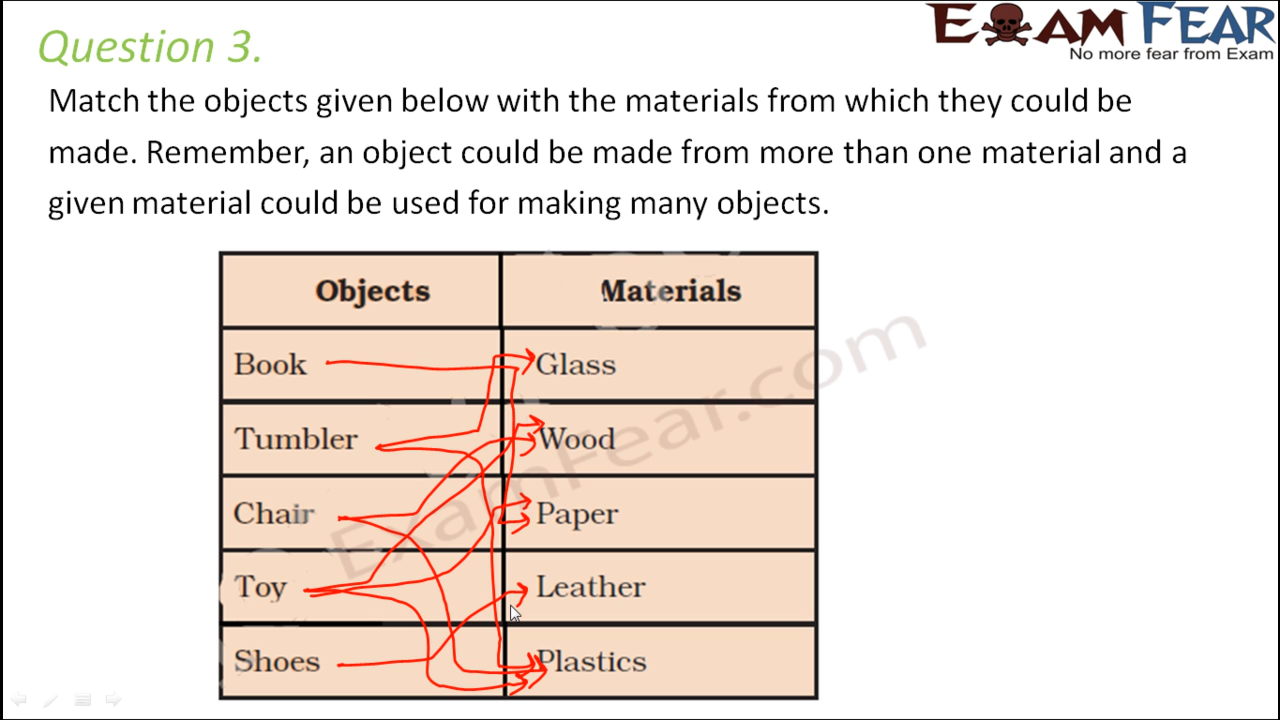 Question 3.
EXAM FEAR
No more fear from Exam
Match the objects given below with the materials from which they could be
made. Remember, an object could be made from more than one material and a
given material could be used for making many objects.
Objects Materials
Book Glass
Tumbler Wood
Chair Paper
Toy Leather
Shoes Plastics
ExamFear.com